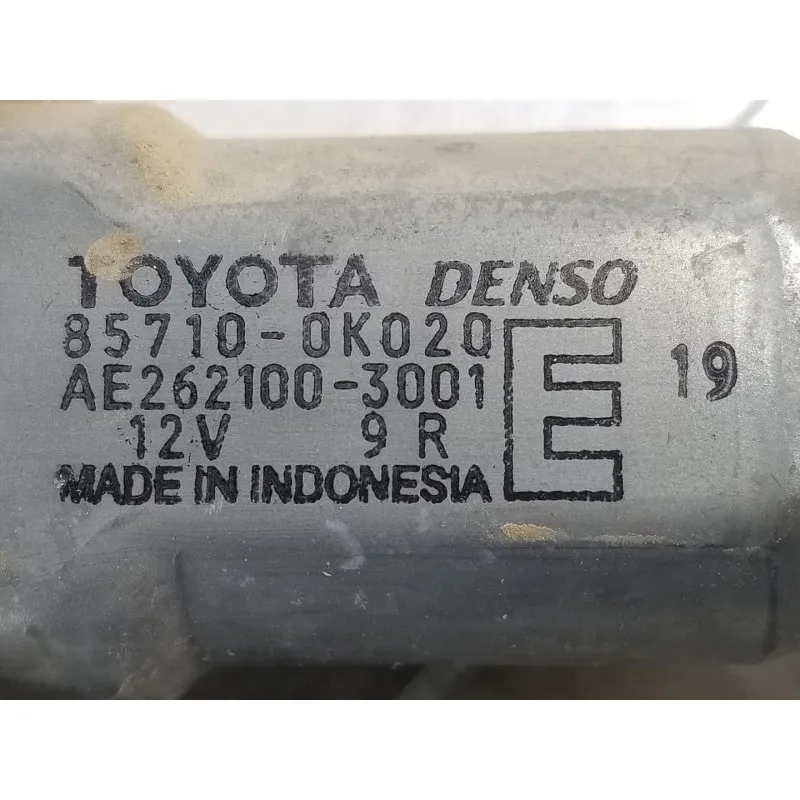 TOYOTA DENSO
85710-0K020
AE262100-3001
12V 9 R
MADE IN INDONESIA
E
19